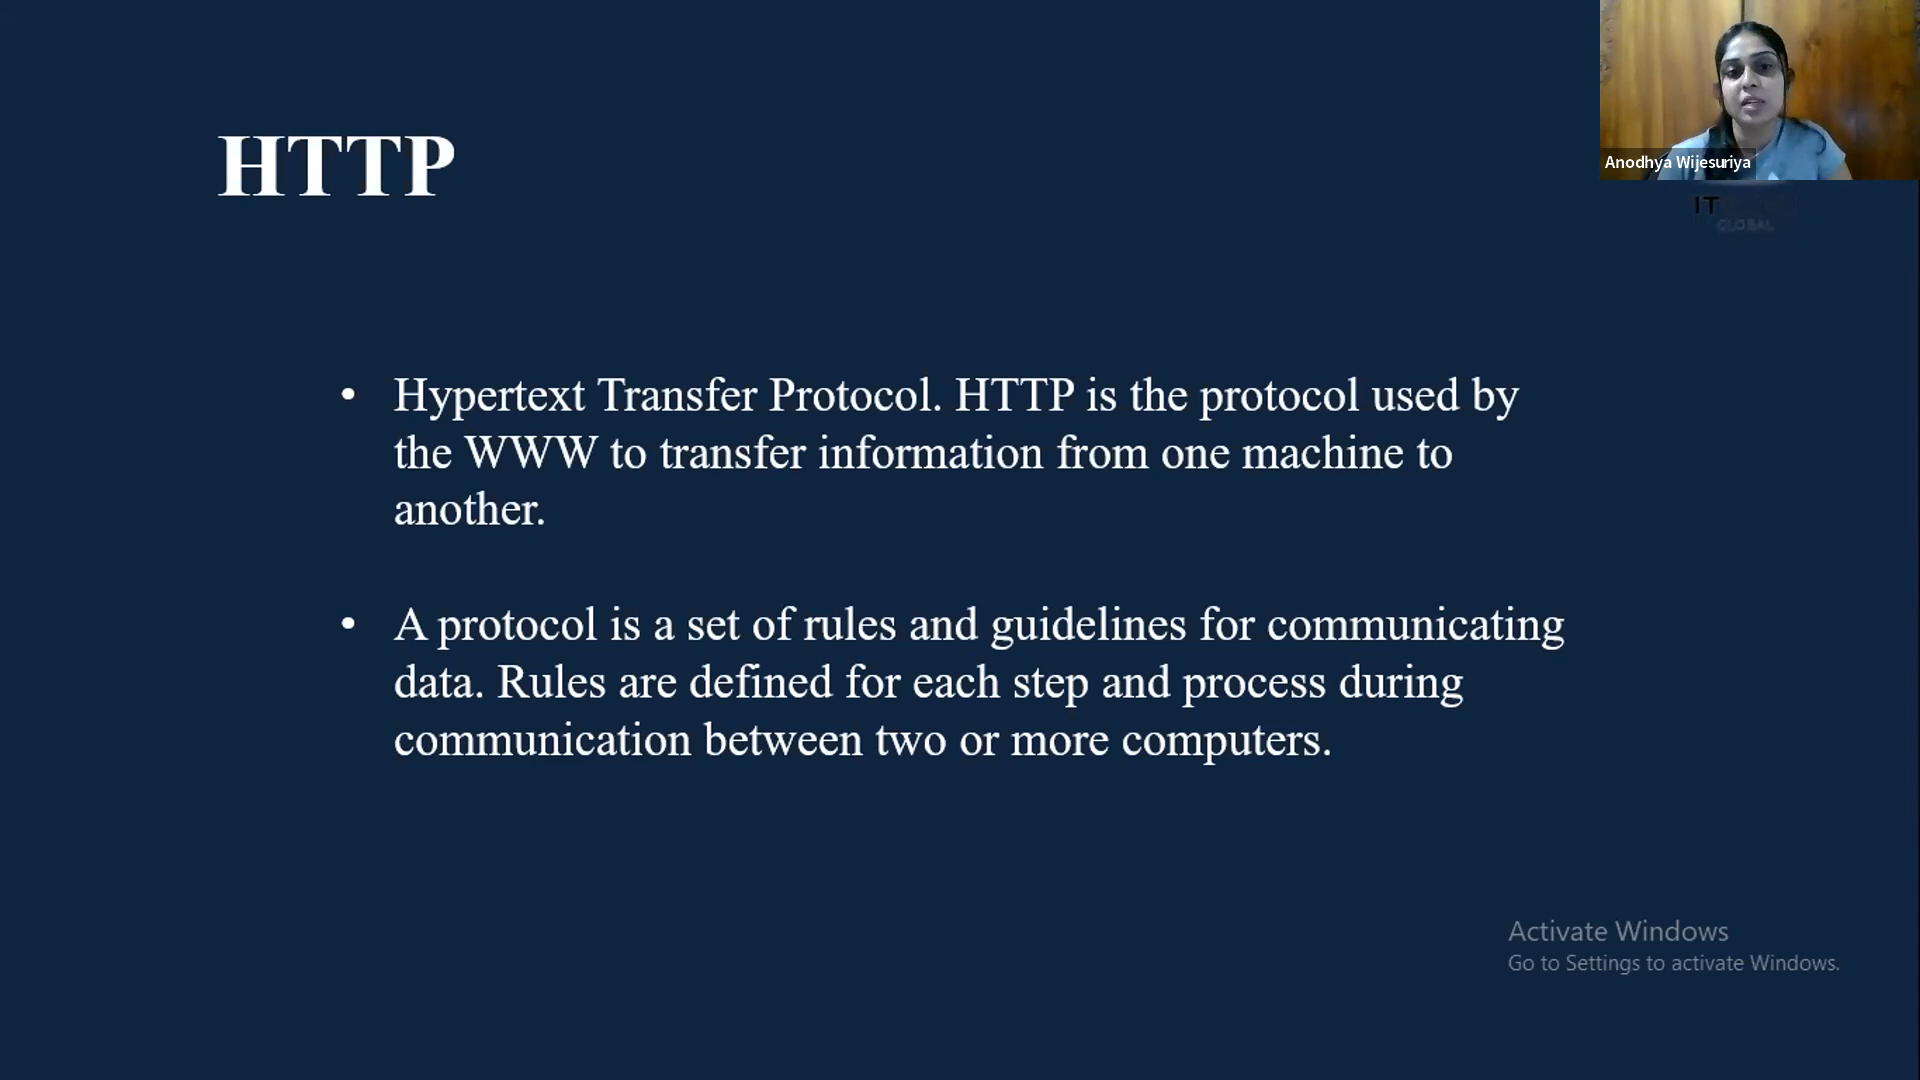 HTTP
Anodhya Wijesuriya
IT
GLOBAL
• Hypertext Transfer Protocol. HTTP is the protocol used by
the WWW to transfer information from one machine to
another.
• A protocol is a set of rules and guidelines for communicating
data. Rules are defined for each step and process during
communication between two or more computers.
Activate Windows
Go to Settings to activate Windows.